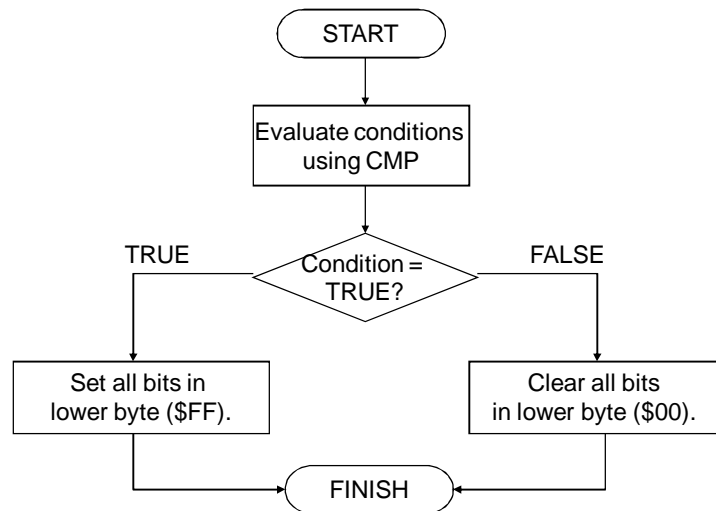 START
Evaluate conditions
using CMP
TRUE
FALSE
Condition =
TRUE?
Set all bits in
lower byte ($FF).
Clear all bits
in lower byte ($00).
FINISH